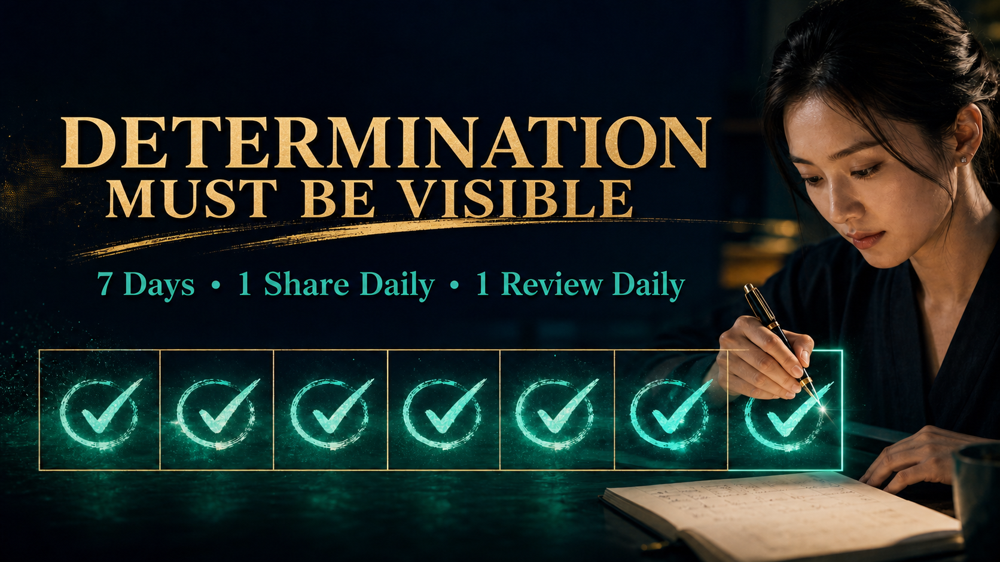 DETERMINATION
MUST BE VISIBLE
7 Days • 1 Share Daily • 1 Review Daily